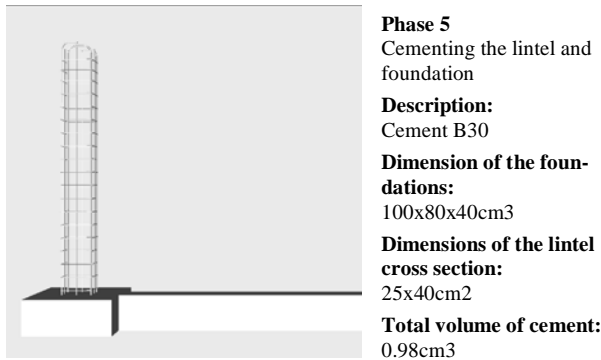 Phase 5
Cementing the lintel and
foundation
Description:
Cement B30
Dimension of the foun-
dations:
100x80x40cm3
Dimensions of the lintel
cross section:
25x40cm2
Total volume of cement:
0.98cm3